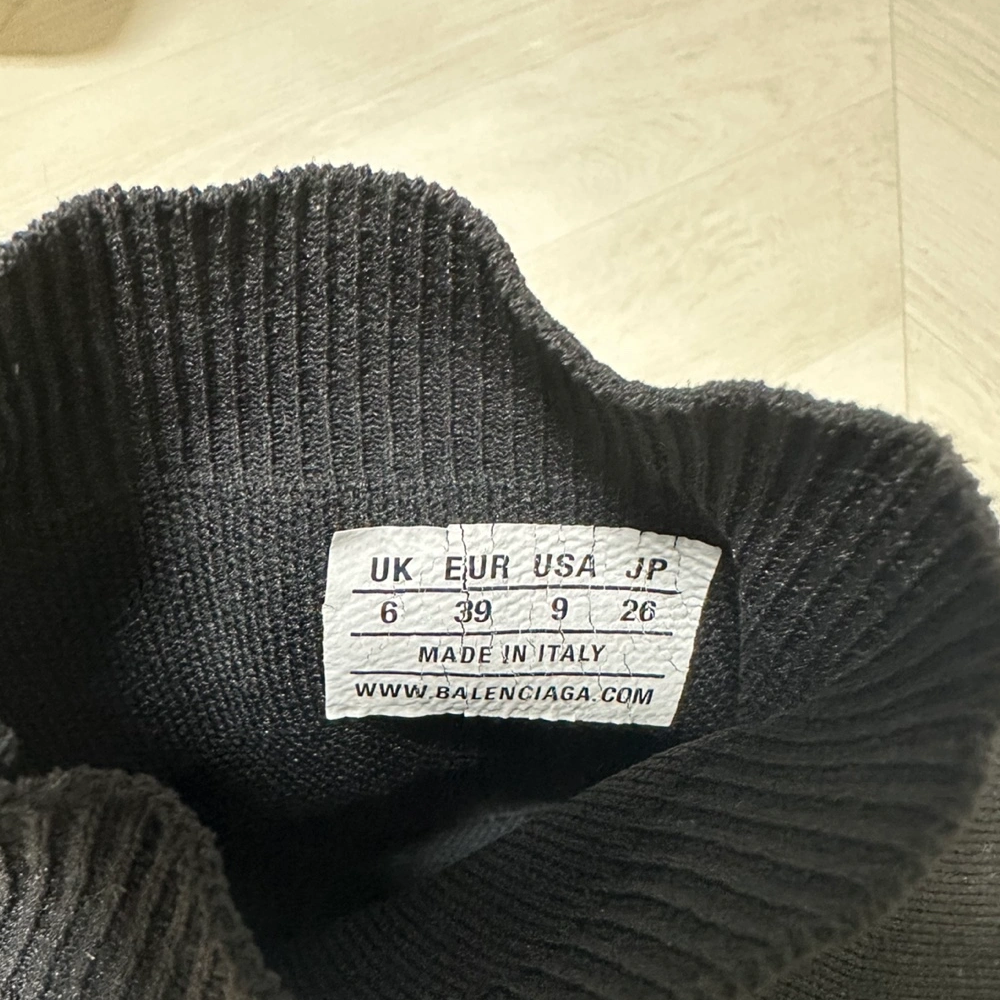 UK EUR USA JP
6 39 9 26
MADE IN ITALY
WWW.BALENCIAGA.COM